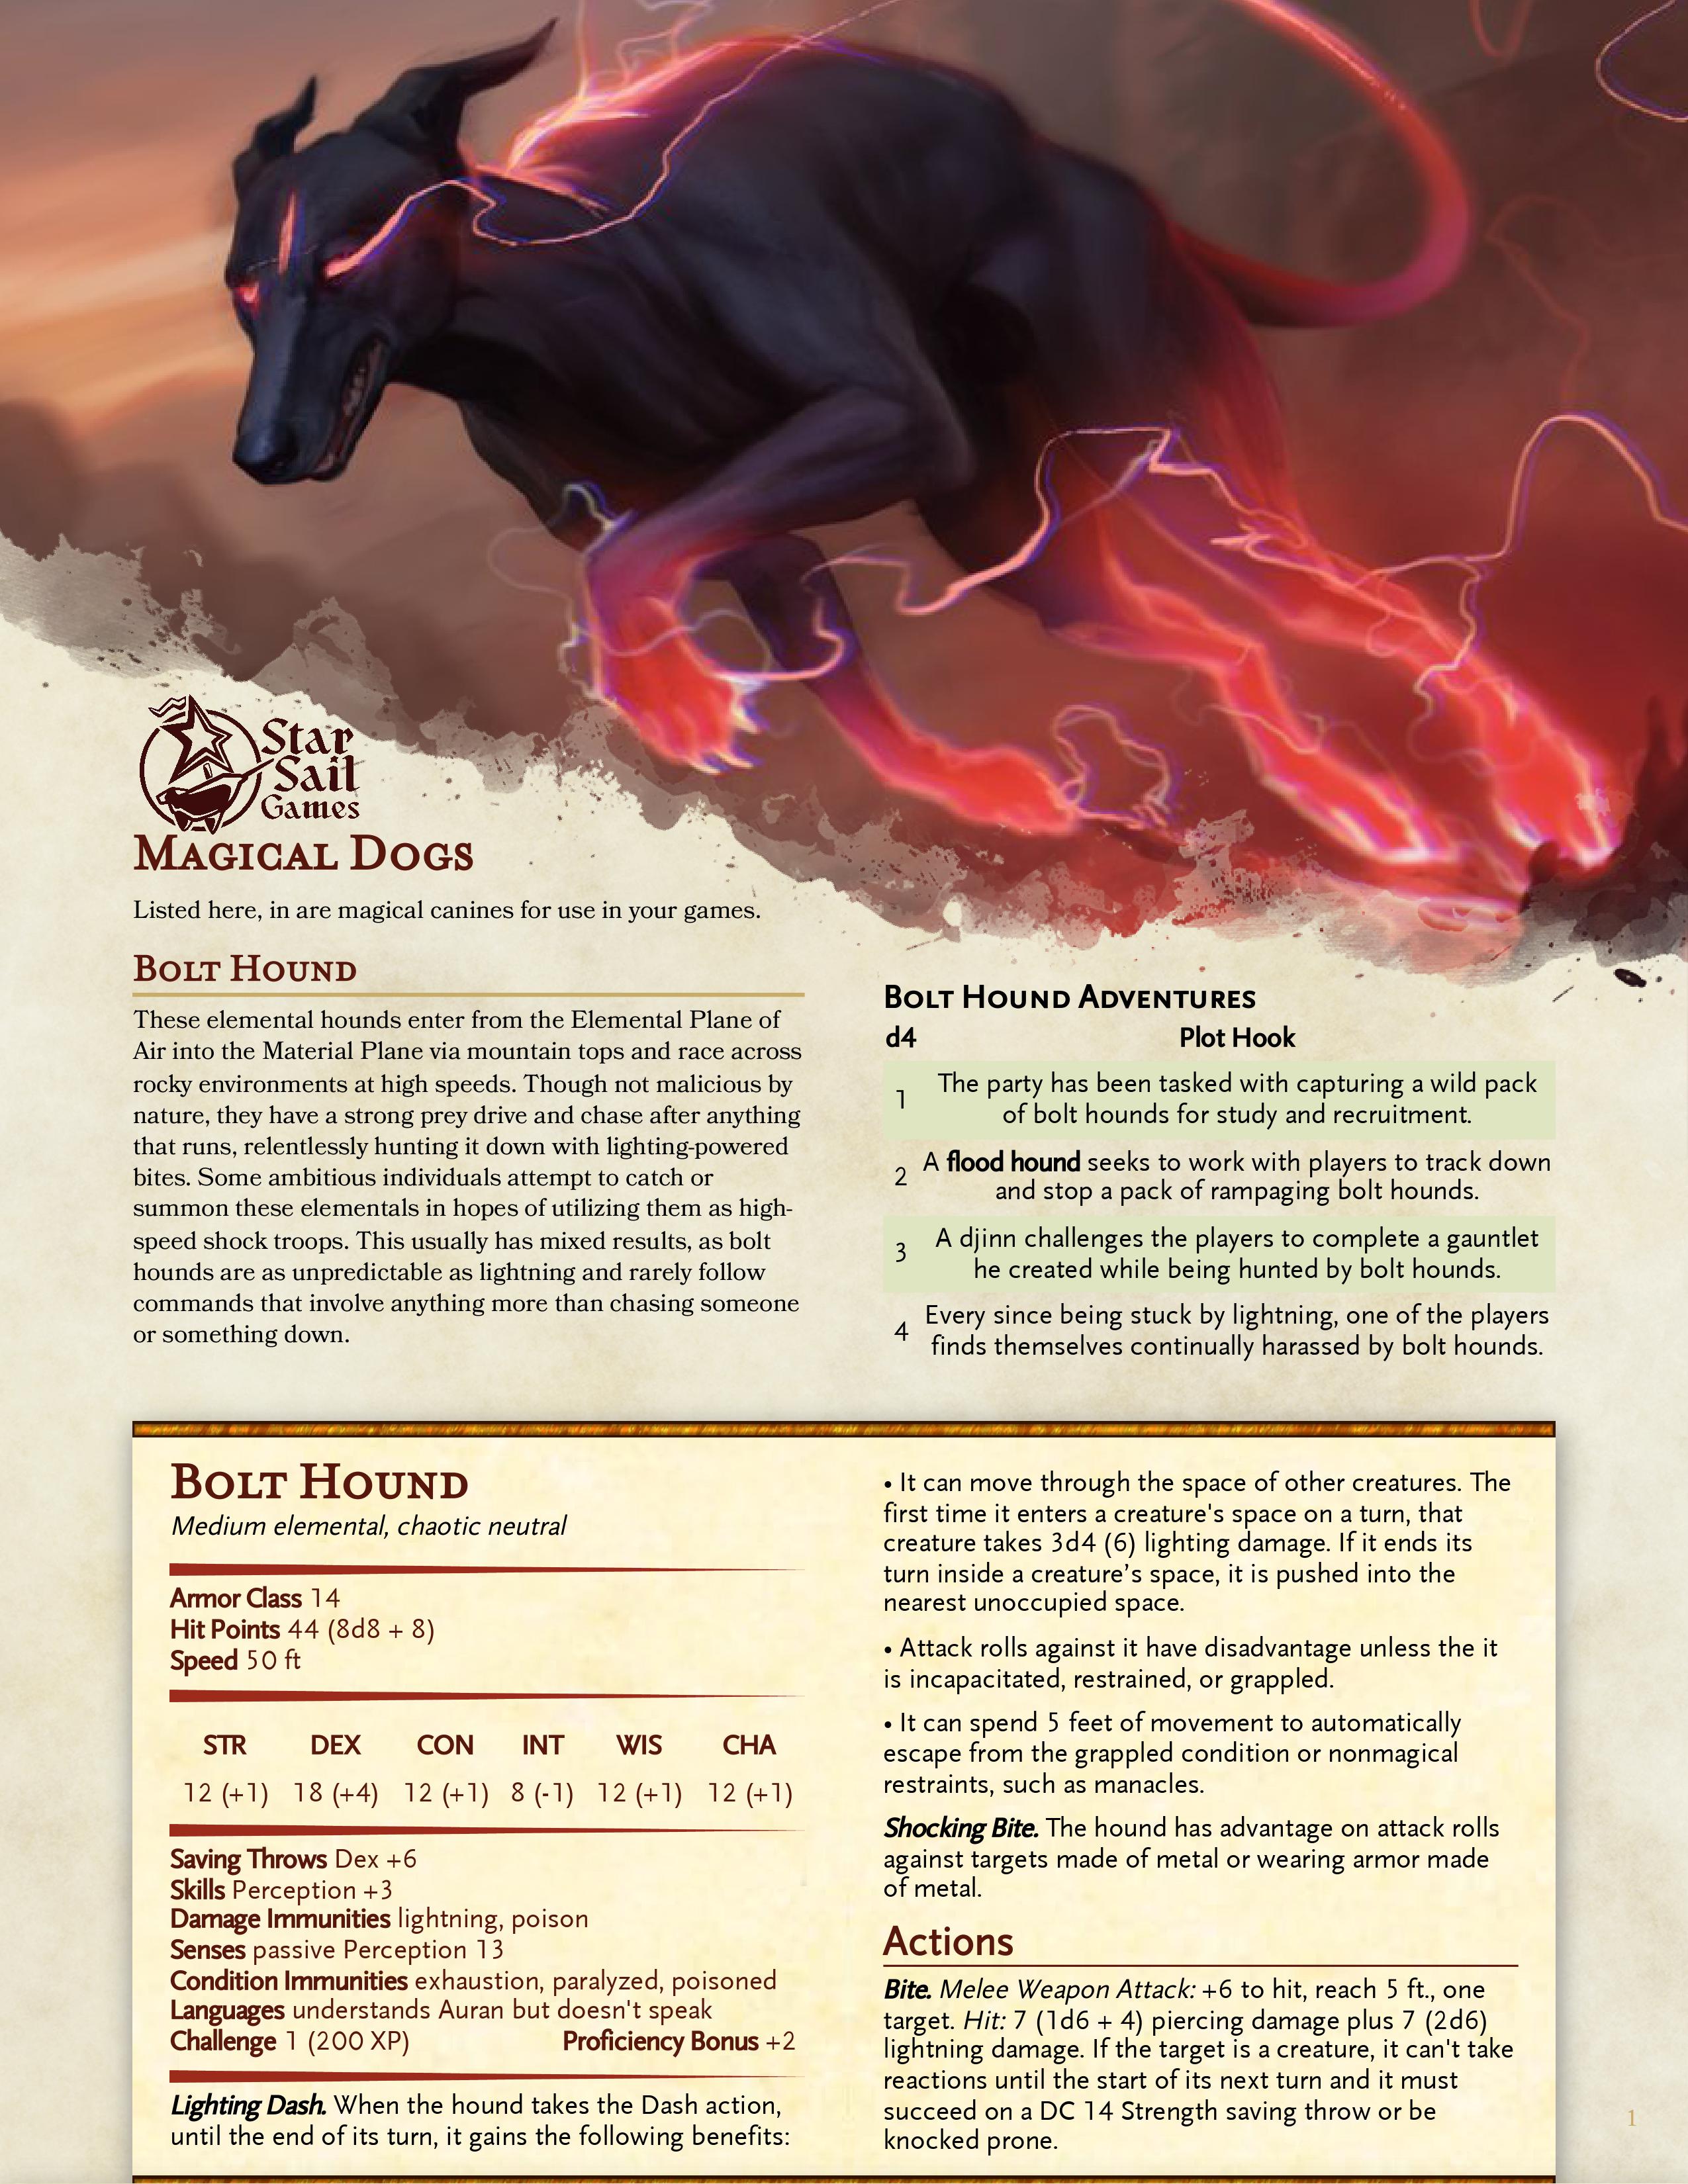 Star
Sail
Games
Magical Dogs
Listed here, in are magical canines for use in your games.
Bolt Hound
These elemental hounds enter from the Elemental Plane of
Air into the Material Plane via mountain tops and race across
rocky environments at high speeds. Though not malicious by
nature, they have a strong prey drive and chase after anything
that runs, relentlessly hunting it down with lighting-powered
bites. Some ambitious individuals attempt to catch or
summon these elementals in hopes of utilizing them as high-
speed shock troops. This usually has mixed results, as bolt
hounds are as unpredictable as lightning and rarely follow
commands that involve anything more than chasing someone
or something down.
Bolt Hound Adventures
d4 Plot Hook
1 The party has been tasked with capturing a wild pack
of bolt hounds for study and recruitment.
2 A flood hound seeks to work with players to track down
and stop a pack of rampaging bolt hounds.
3 A djinn challenges the players to complete a gauntlet
he created while being hunted by bolt hounds.
4 Every since being stuck by lightning, one of the players
finds themselves continually harassed by bolt hounds.
Bolt Hound
Medium elemental, chaotic neutral
Armor Class 14
Hit Points 44 (8d8 + 8)
Speed 50 ft
STR DEX CON INT WIS CHA
12 (+1) 18 (+4) 12 (+1) 8 (-1) 12 (+1) 12 (+1)
Saving Throws Dex +6
Skills Perception +3
Damage Immunities lightning, poison
Senses passive Perception 13
Condition Immunities exhaustion, paralyzed, poisoned
Languages understands Auran but doesn't speak
Challenge 1 (200 XP) Proficiency Bonus +2
Lighting Dash. When the hound takes the Dash action,
until the end of its turn, it gains the following benefits:
• It can move through the space of other creatures. The
first time it enters a creature's space on a turn, that
creature takes 3d4 (6) lighting damage. If it ends its
turn inside a creature’s space, it is pushed into the
nearest unoccupied space.
• Attack rolls against it have disadvantage unless the it
is incapacitated, restrained, or grappled.
• It can spend 5 feet of movement to automatically
escape from the grappled condition or nonmagical
restraints, such as manacles.
Shocking Bite. The hound has advantage on attack rolls
against targets made of metal or wearing armor made
of metal.
Actions
Bite. Melee Weapon Attack: +6 to hit, reach 5 ft., one
target. Hit: 7 (1d6 + 4) piercing damage plus 7 (2d6)
lightning damage. If the target is a creature, it can't take
reactions until the start of its next turn and it must
succeed on a DC 14 Strength saving throw or be
knocked prone.
1